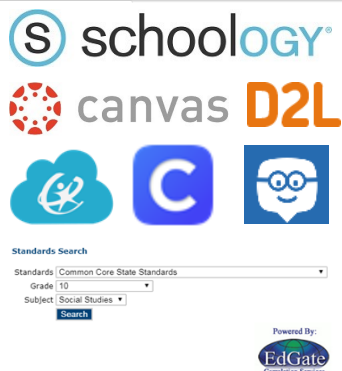 S schoology®
canvas D2L
C
Standards Search
Standards Common Core State Standards
Grade 10
Subject Social Studies
Search
Powered By:
EdGate